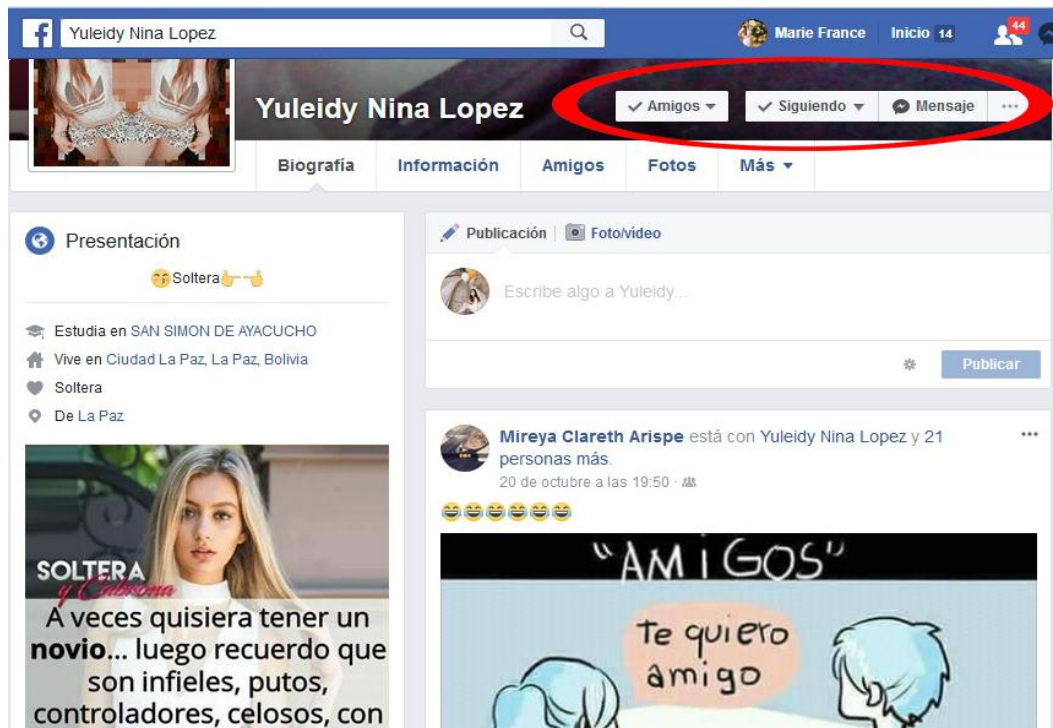 f Yuleidy Nina Lopez Marie France Inicio 14 44
Yuleidy Nina Lopez Amigos Siguiendo Mensaje ...
Biografía Información Amigos Fotos Más
Presentación
Soltera
Estudia en SAN SIMON DE AYACUCHO
Vive en Ciudad La Paz, La Paz, Bolivia
Soltera
De La Paz
SOLTERA
y Cabrona
A veces quisiera tener un
novio... luego recuerdo que
son infieles, putos,
controladores, celosos, con
Publicación Foto/vídeo
Escribe algo a Yuleidy...
Publicar
Mireya Clareth Arispe está con Yuleidy Nina Lopez y 21
personas más.
20 de octubre a las 19:50 ·
😂😂😂😂😂😂
"AMiGOS"
Te quiero
amigo